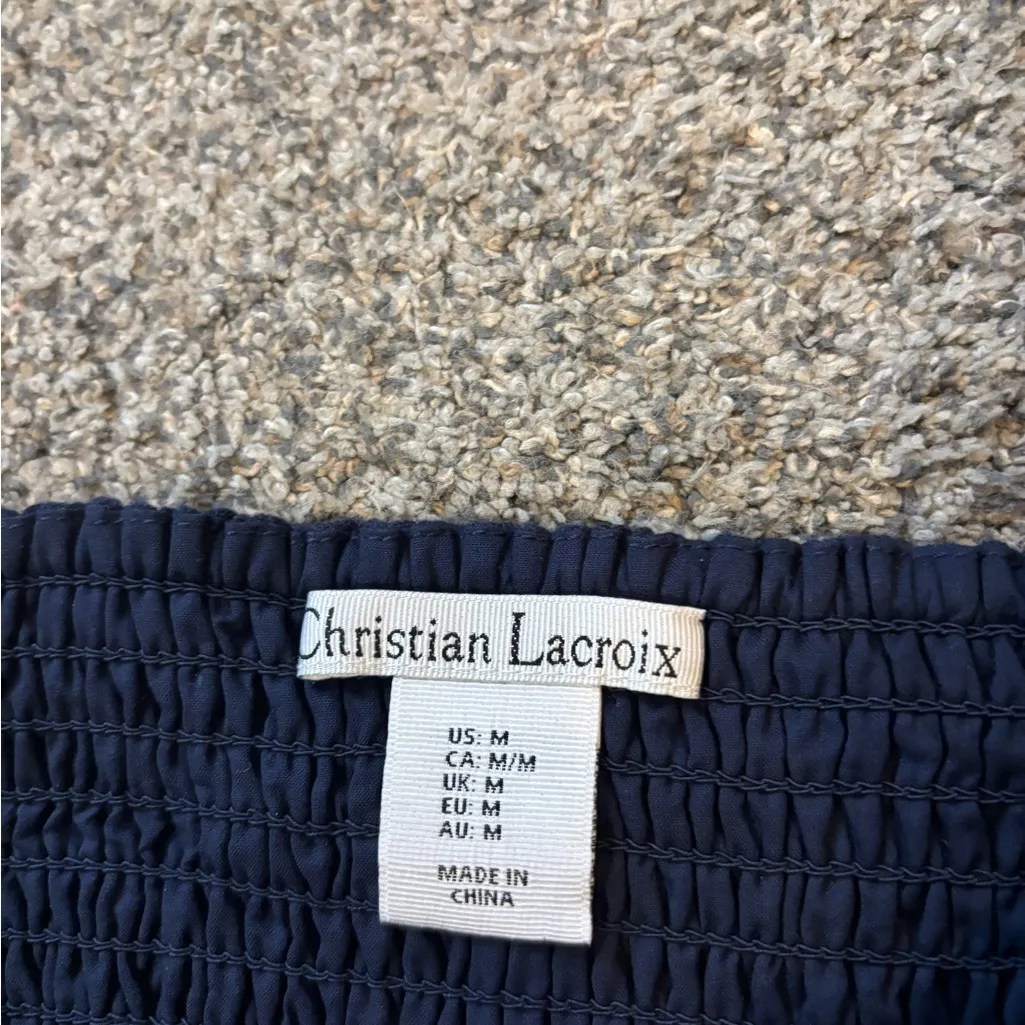 Christian Lacroix
US: M
CA: M/M
UK: M
EU: M
AU: M
MADE IN
CHINA